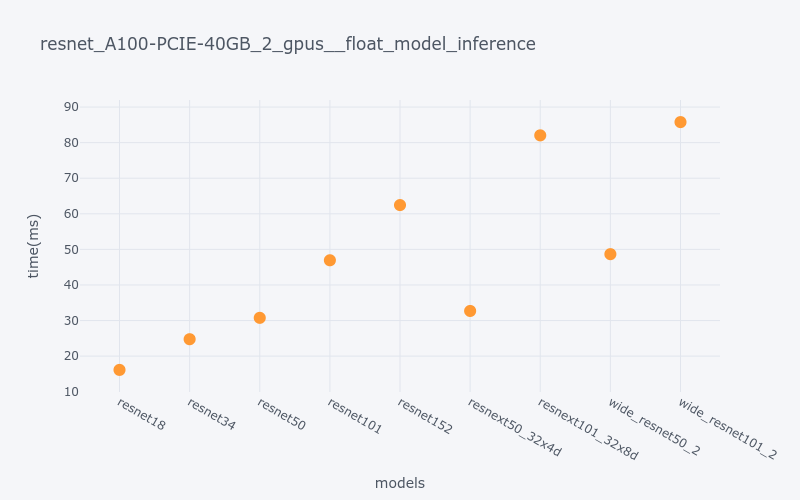 resnet_A100-PCIE-40GB_2_gpus__float_model_inference
90
80
70
60
50
40
30
20
10
time(ms)
resnet18
resnet34
resnet50
resnet101
resnet152
resnext50_32x4d
resnext101_32x8d
wide_resnet50_2
wide_resnet101_2
models